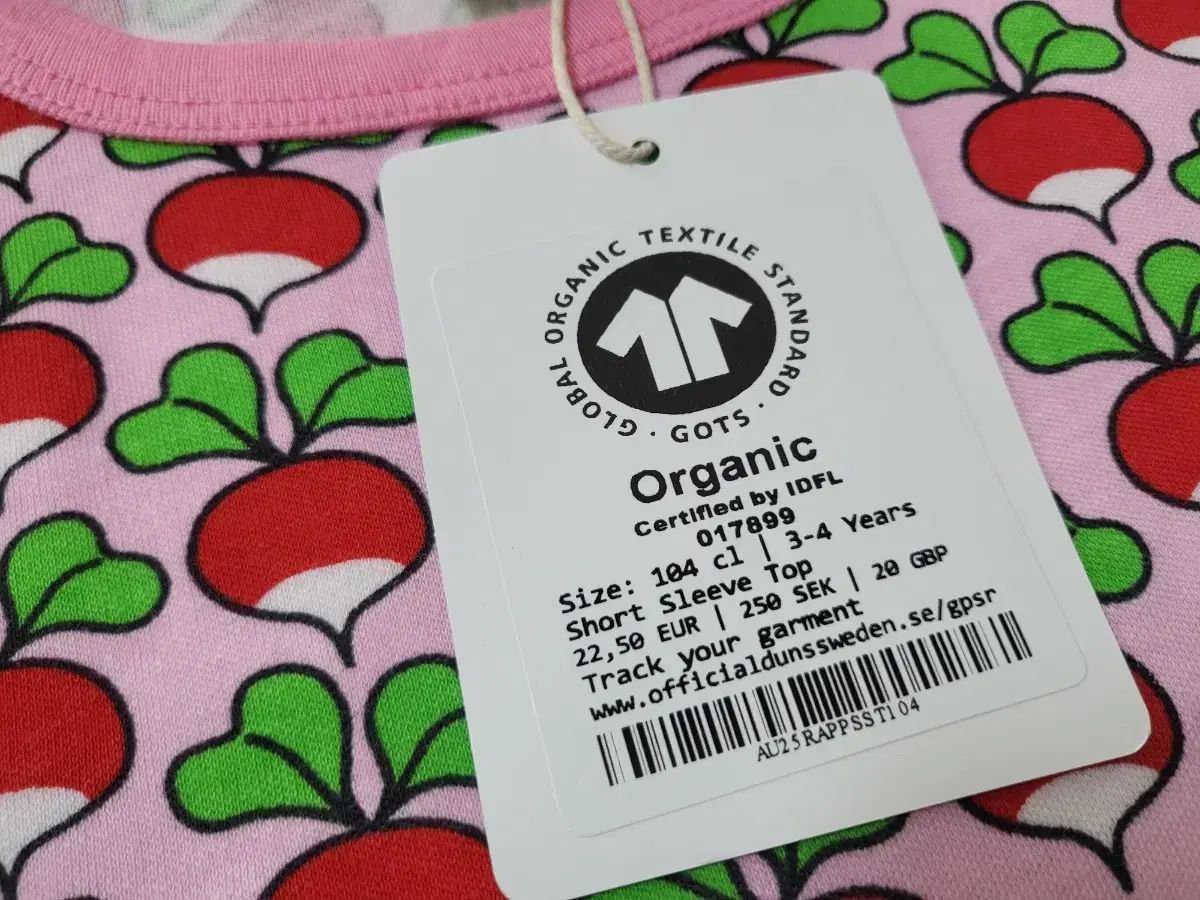 GLOBAL ORGANIC TEXTILE STANDARD · GOTS ·
Organic
Certified by IDFL
017899
Size: 104 cl | 3-4 Years
Short Sleeve Top
22,50 EUR | 250 SEK | 20 GBP
Track your garment
www.officialdunssweden.se/gpsr
AU25RAPPSST104